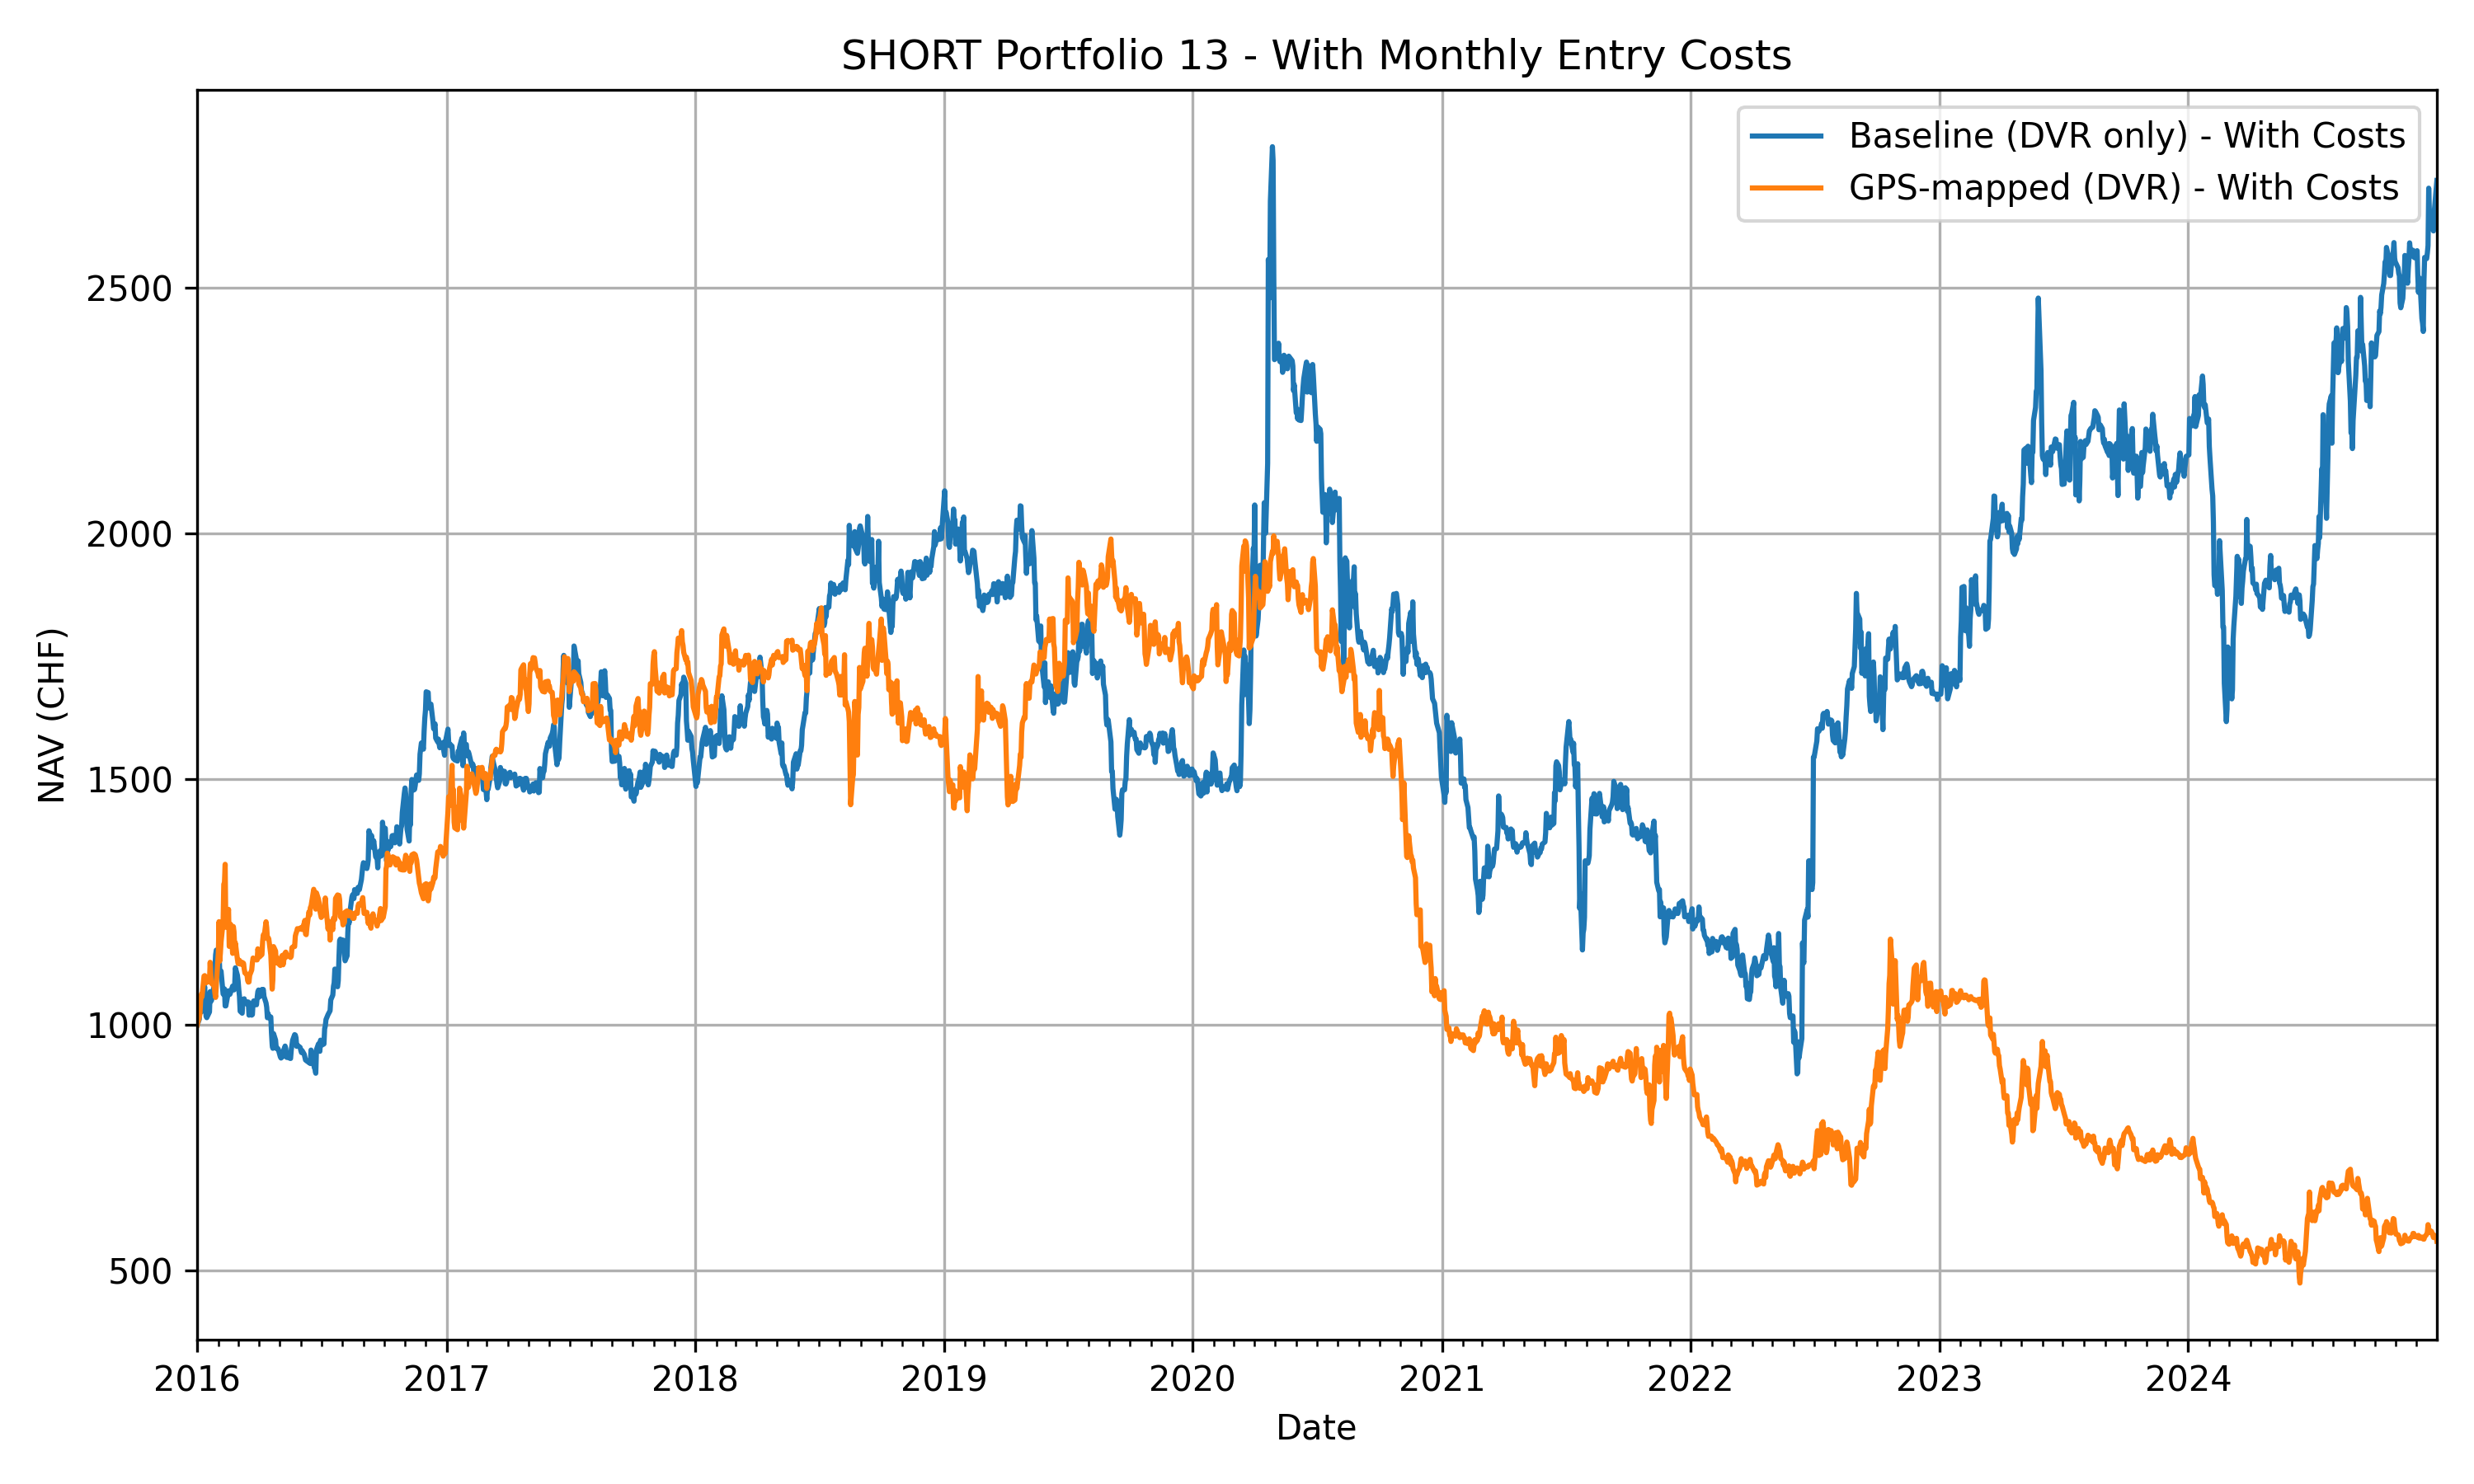 SHORT Portfolio 13 - With Monthly Entry Costs
Baseline (DVR only) - With Costs
GPS-mapped (DVR) - With Costs
NAV (CHF)
2500
2000
1500
1000
500
2016 2017 2018 2019 2020 2021 2022 2023 2024
Date